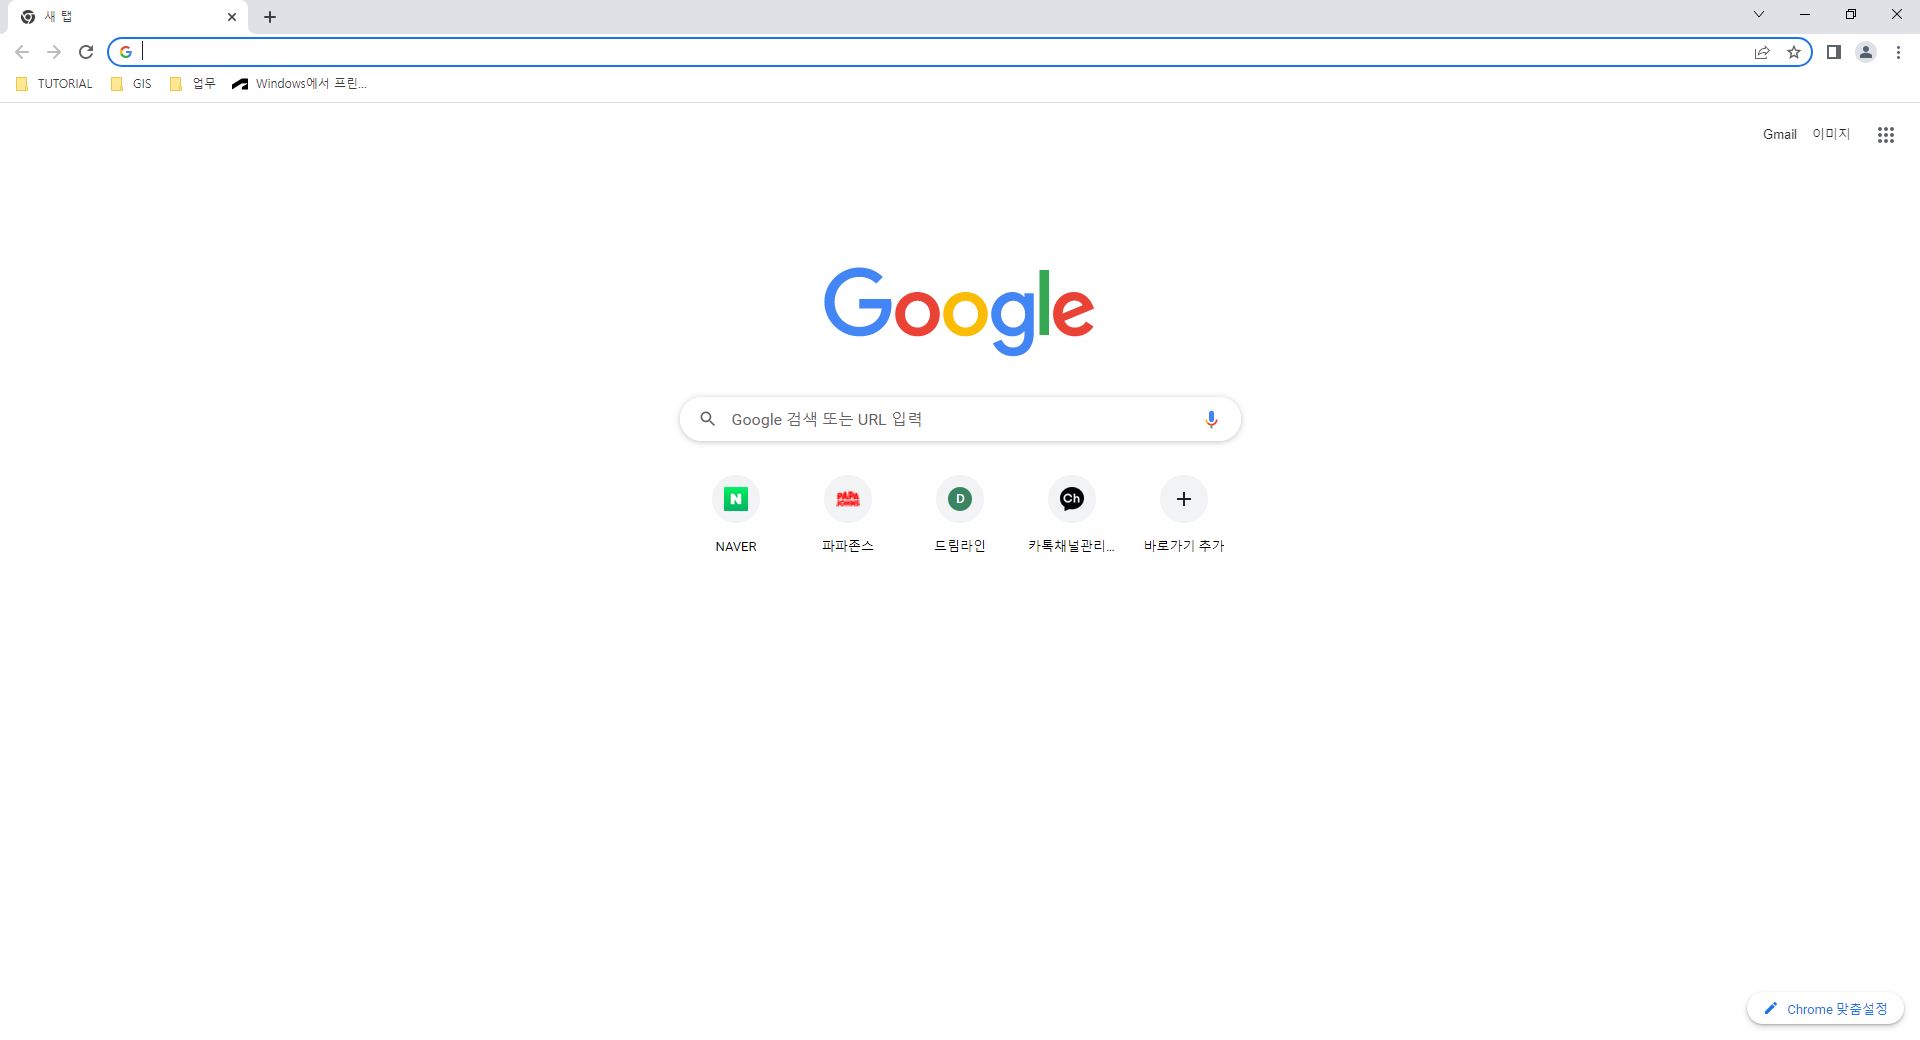 새 탭
TUTORIAL
GIS
업무
Windows에서 프린...
Gmail
이미지
Google
Google 검색 또는 URL 입력
N
PAPA JOHNS
D
Ch
NAVER
파파존스
드림라인
카톡채널관리...
바로가기 추가
Chrome 맞춤설정